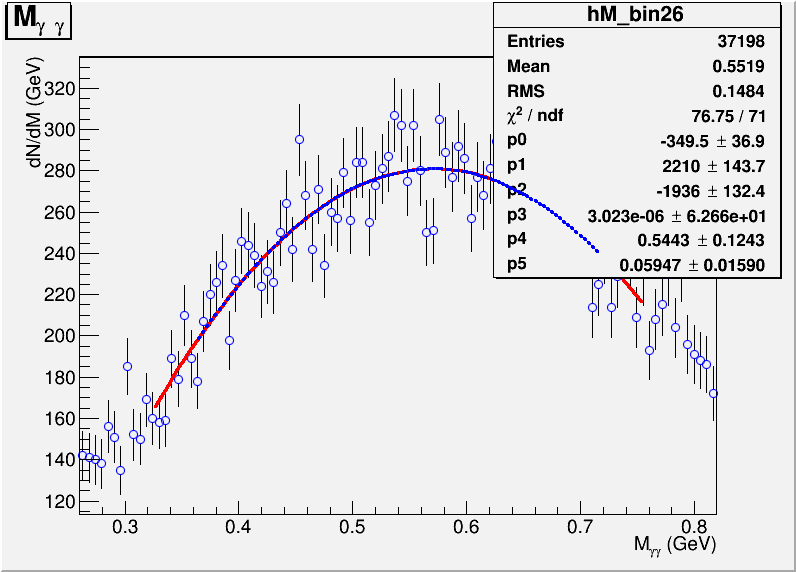 M γ γ
hM_bin26
Entries 37198
Mean 0.5519
RMS 0.1484
χ² / ndf 76.75 / 71
p0 -349.5 ± 36.9
p1 2210 ± 143.7
p2 -1936 ± 132.4
p3 3.023e-06 ± 6.266e+01
p4 0.5443 ± 0.1243
p5 0.05947 ± 0.01590
dN/dM (GeV)
320
300
280
260
240
220
200
180
160
140
120
0.3 0.4 0.5 0.6 0.7 0.8
Mγγ (GeV)